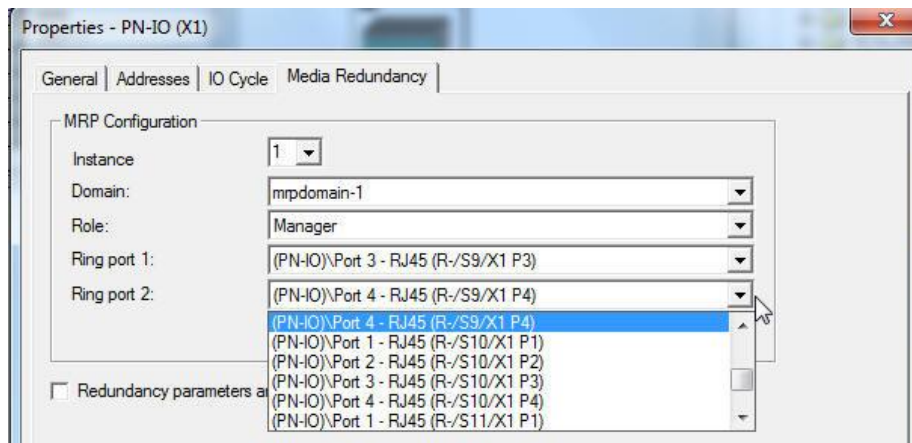 Properties - PN-IO (X1)
General Addresses IO Cycle Media Redundancy
MRP Configuration
Instance 1
Domain: mrpdomain-1
Role: Manager
Ring port 1: (PN-IO)\Port 3 - RJ45 (R-/S9/X1 P3)
Ring port 2: (PN-IO)\Port 4 - RJ45 (R-/S9/X1 P4)
(PN-IO)\Port 4 - RJ45 (R-/S9/X1 P4)
(PN-IO)\Port 1 - RJ45 (R-/S10/X1 P1)
(PN-IO)\Port 2 - RJ45 (R-/S10/X1 P2)
(PN-IO)\Port 3 - RJ45 (R-/S10/X1 P3)
Redundancy parameters a
(PN-IO)\Port 4 - RJ45 (R-/S10/X1 P4)
(PN-IO)\Port 1 - RJ45 (R-/S11/X1 P1)